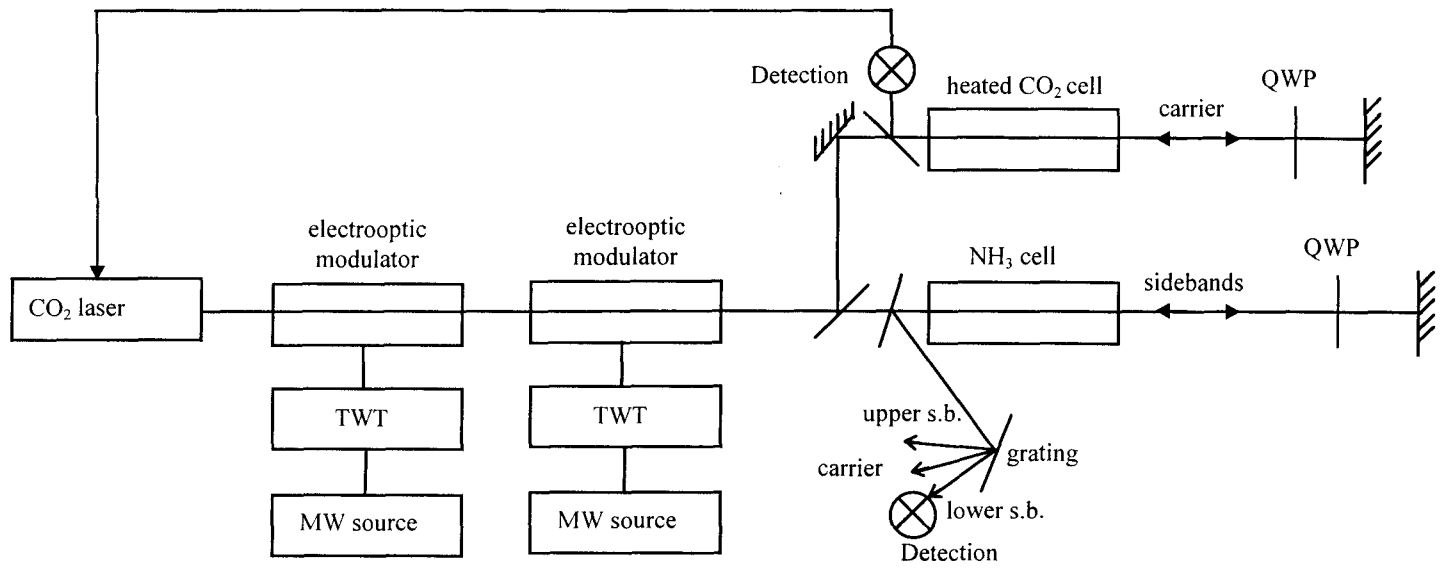 Detection
heated CO₂ cell
QWP
carrier
electrooptic
modulator
electrooptic
modulator
NH₃ cell
QWP
sidebands
CO₂ laser
TWT
TWT
upper s.b.
carrier
grating
lower s.b.
MW source
MW source
Detection